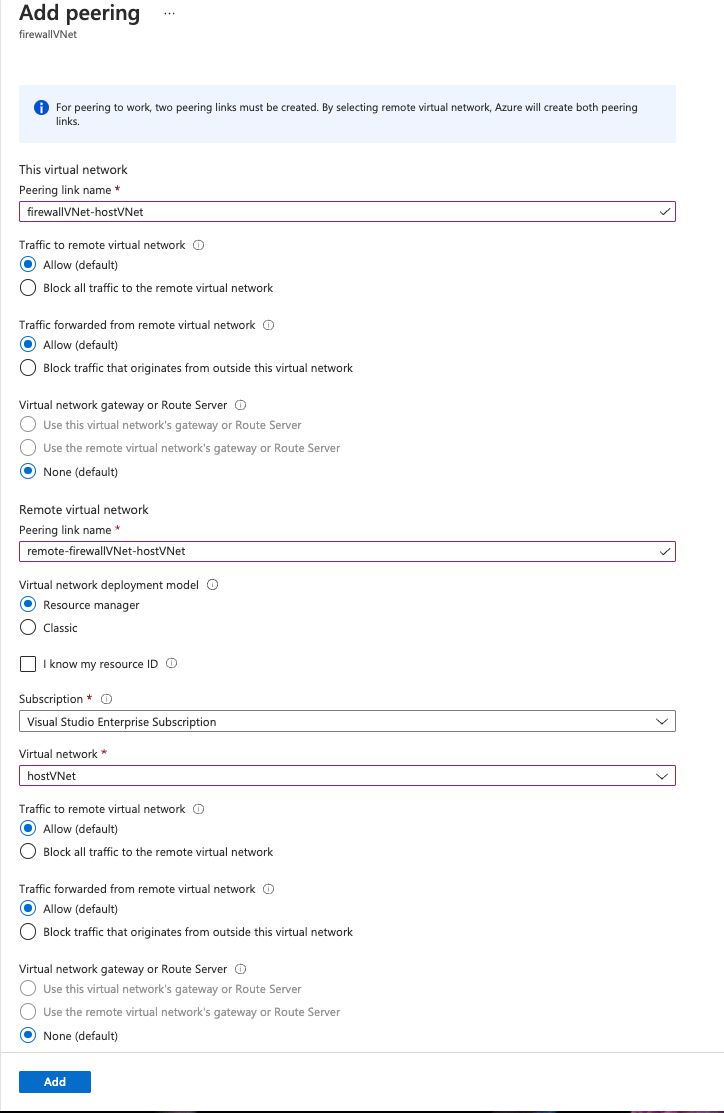 Add peering ...
firewallVNet
For peering to work, two peering links must be created. By selecting remote virtual network, Azure will create both peering
links.
This virtual network
Peering link name *
firewallVNet-hostVNet
Traffic to remote virtual network
Allow (default)
Block all traffic to the remote virtual network
Traffic forwarded from remote virtual network
Allow (default)
Block traffic that originates from outside this virtual network
Virtual network gateway or Route Server
Use this virtual network's gateway or Route Server
Use the remote virtual network's gateway or Route Server
None (default)
Remote virtual network
Peering link name *
remote-firewallVNet-hostVNet
Virtual network deployment model
Resource manager
Classic
I know my resource ID
Subscription *
Visual Studio Enterprise Subscription
Virtual network *
hostVNet
Traffic to remote virtual network
Allow (default)
Block all traffic to the remote virtual network
Traffic forwarded from remote virtual network
Allow (default)
Block traffic that originates from outside this virtual network
Virtual network gateway or Route Server
Use this virtual network's gateway or Route Server
Use the remote virtual network's gateway or Route Server
None (default)
Add